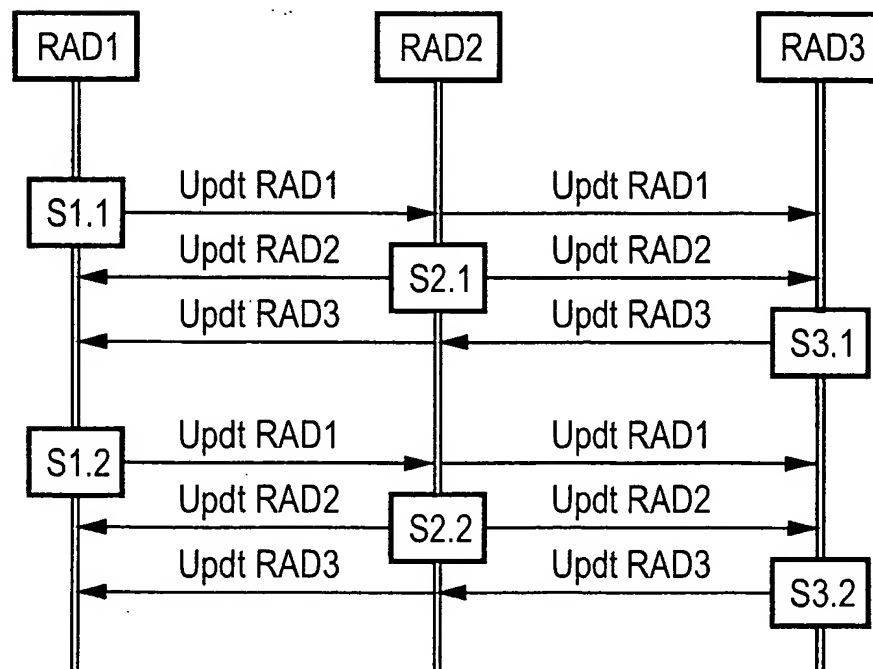 RAD1 RAD2 RAD3
Updt RAD1 Updt RAD1
S1.1
Updt RAD2 Updt RAD2
S2.1
Updt RAD3 Updt RAD3
S3.1
Updt RAD1 Updt RAD1
S1.2
Updt RAD2 Updt RAD2
S2.2
Updt RAD3 Updt RAD3
S3.2